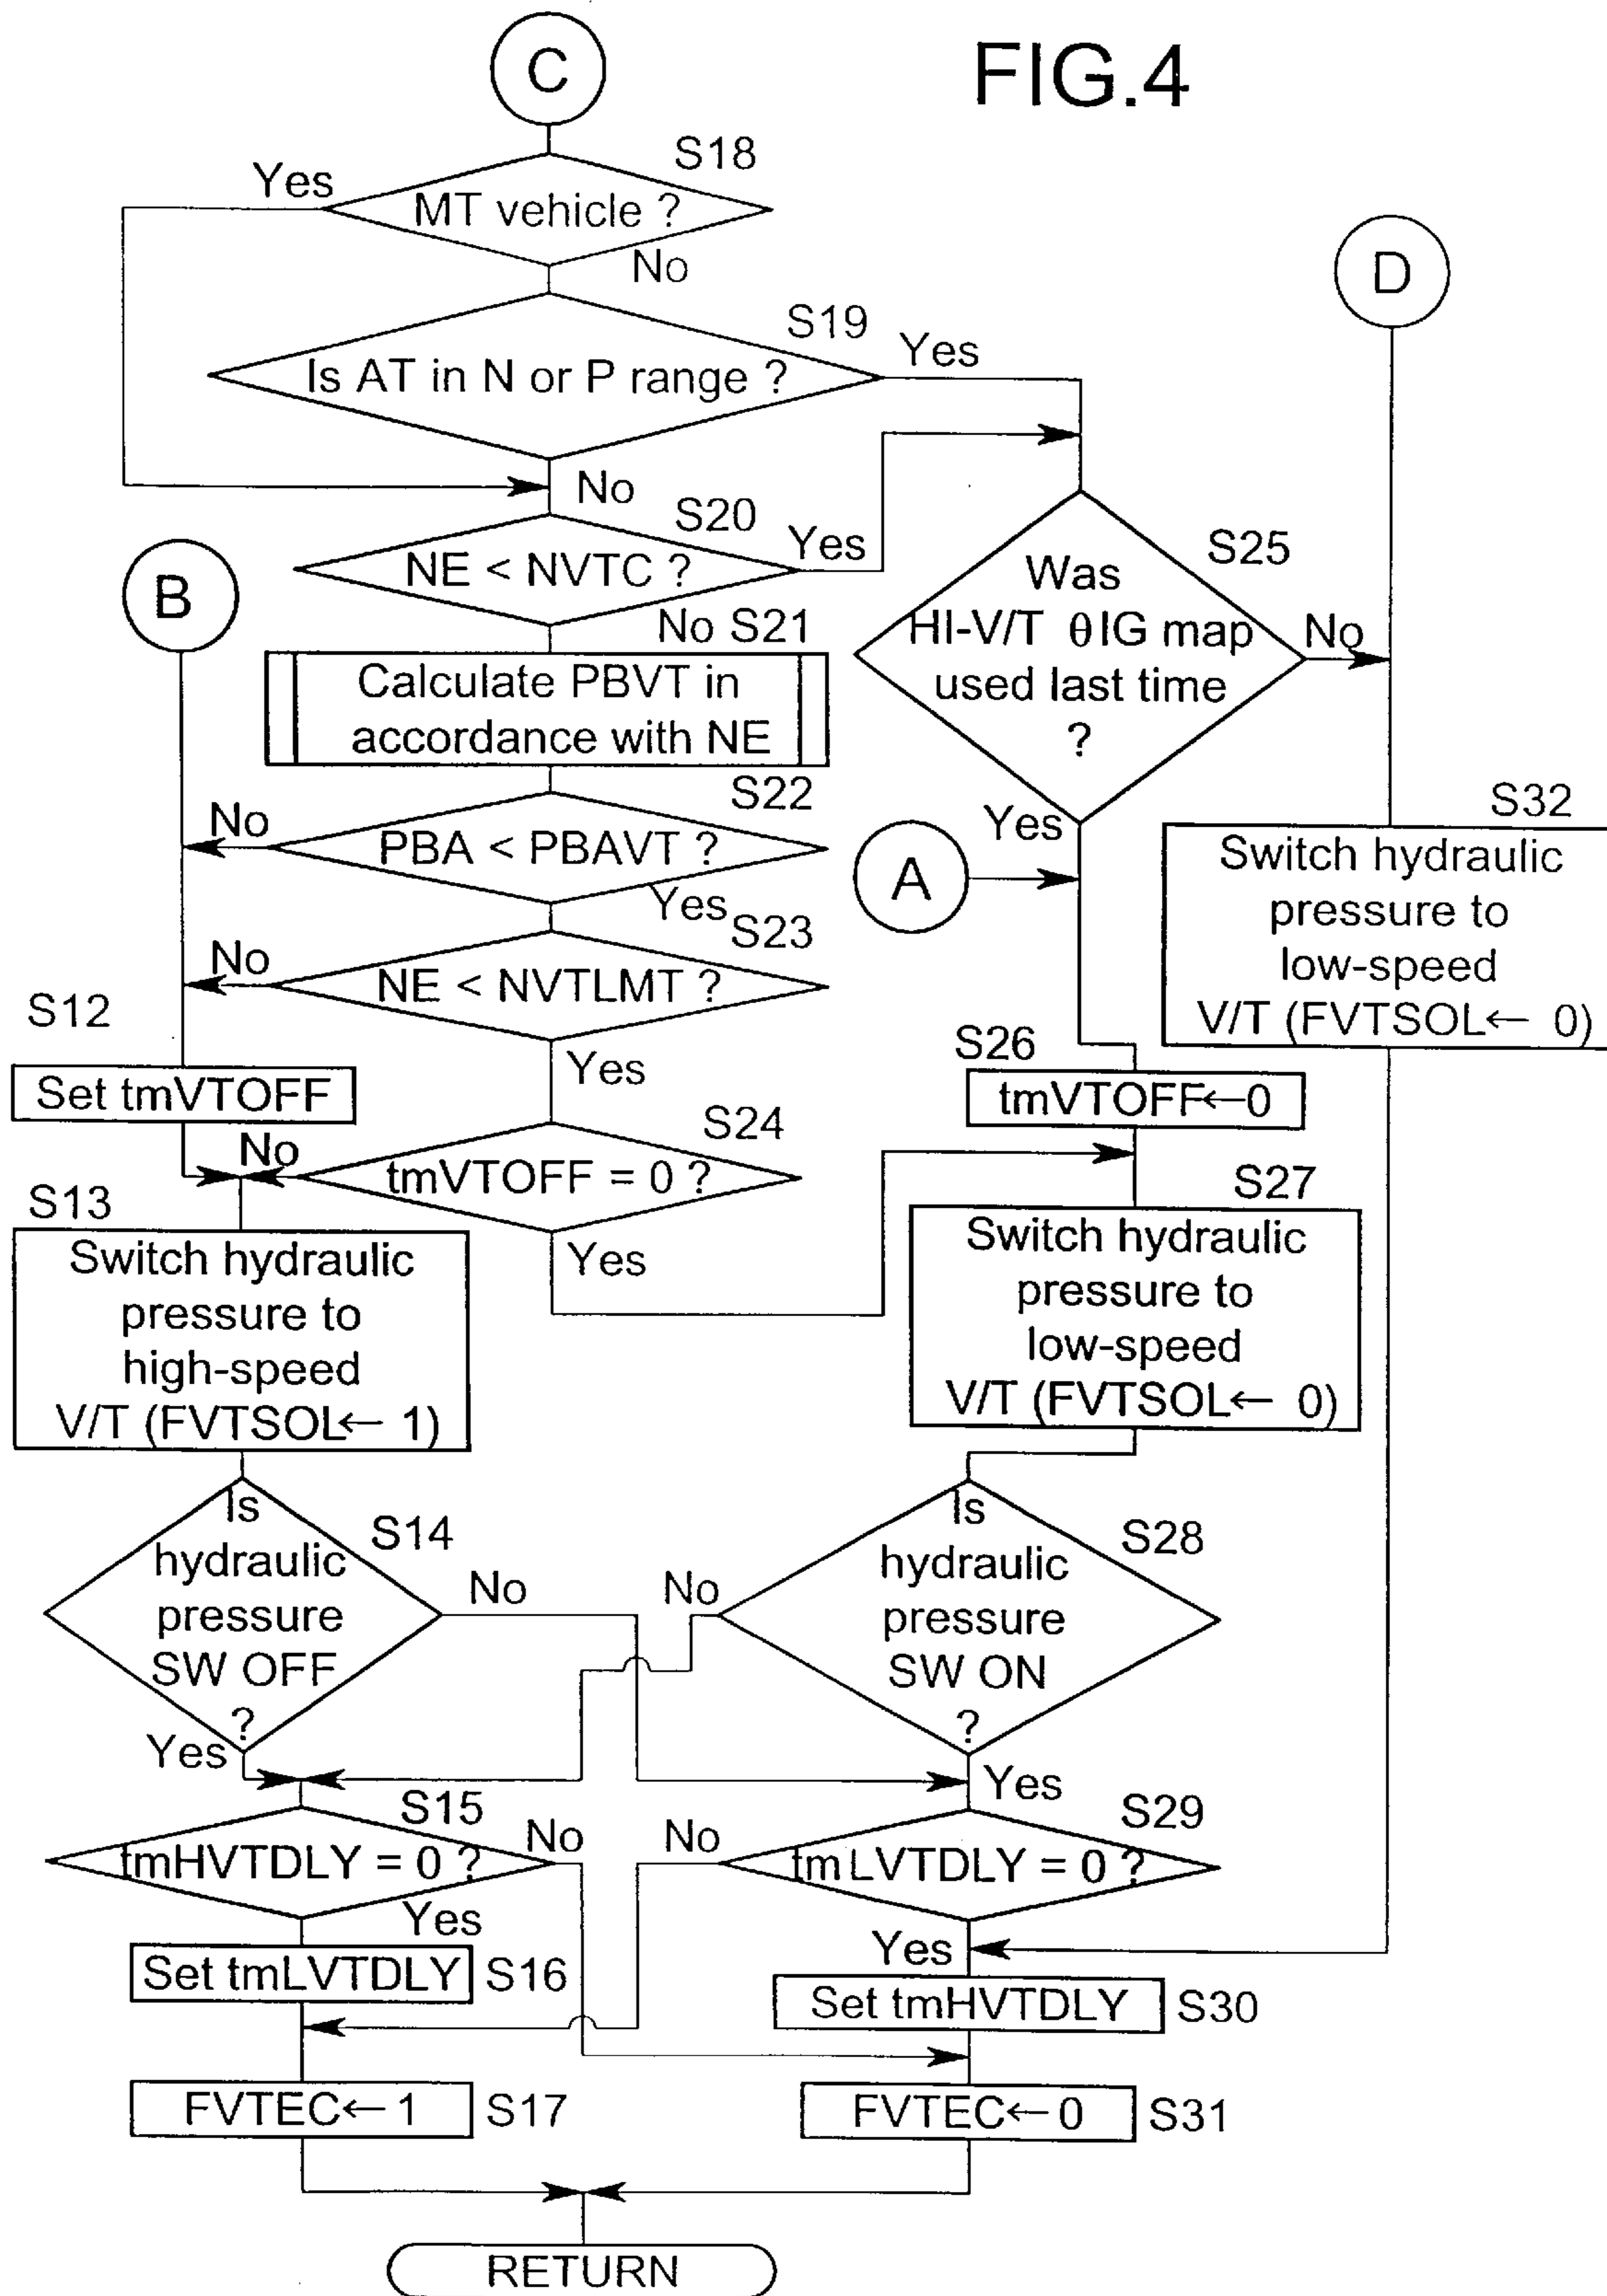 FIG.4
C
S18
Yes
MT vehicle ?
No
D
S19
Is AT in N or P range ?
Yes
No
S20
NE < NVTC ?
Yes
B
No S21
Calculate PBVT in
accordance with NE
S25
Was
HI-V/T θIG map
used last time
?
No
Yes
S22
No
PBA < PBAVT ?
Yes
A
S32
Switch hydraulic
pressure to
low-speed
V/T (FVTSOL← 0)
S23
No
NE < NVTLMT ?
Yes
S12
Set tmVTOFF
S26
tmVTOFF←0
S24
No
tmVTOFF = 0 ?
Yes
S13
Switch hydraulic
pressure to
high-speed
V/T (FVTSOL← 1)
S27
Switch hydraulic
pressure to
low-speed
V/T (FVTSOL← 0)
S14
Is
hydraulic
pressure
SW OFF
?
No
Yes
S28
Is
hydraulic
pressure
SW ON
?
No
Yes
S15
tmHVTDLY = 0 ?
No
Yes
S29
No
tmLVTDLY = 0 ?
Yes
Set tmLVTDLY S16
Set tmHVTDLY S30
FVTEC← 1 S17
FVTEC←0 S31
RETURN